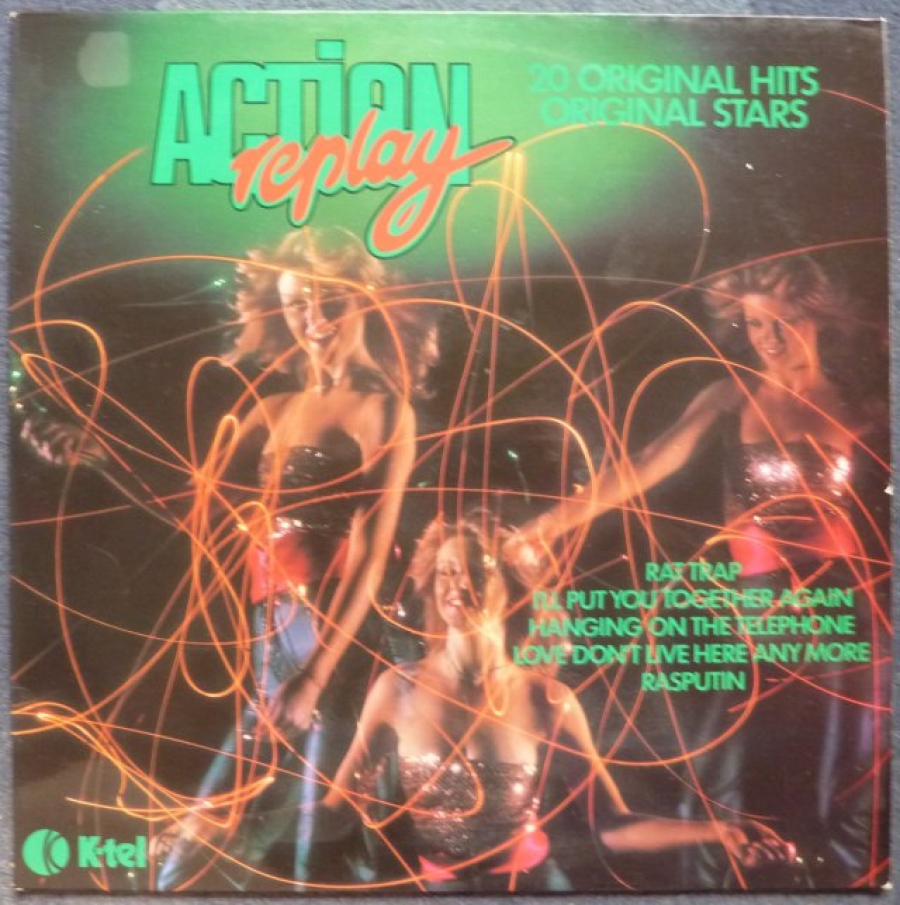 ACTION
replay
20 ORIGINAL HITS
ORIGINAL STARS
RAT TRAP
I'LL PUT YOU TOGETHER AGAIN
HANGING ON THE TELEPHONE
LOVE DON'T LIVE HERE ANY MORE
RASPUTIN
K-tel